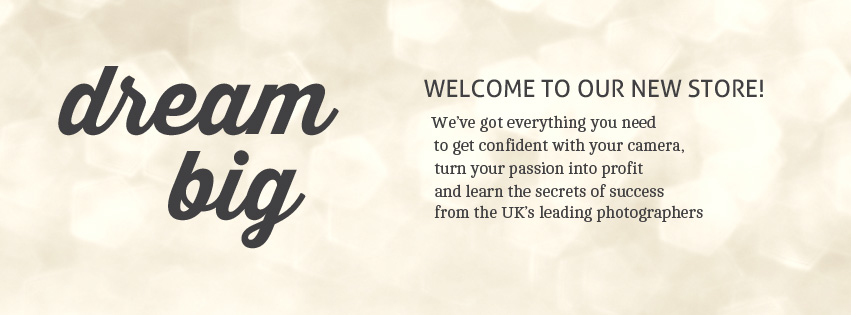 dream
big
WELCOME TO OUR NEW STORE!
We've got everything you need
to get confident with your camera,
turn your passion into profit
and learn the secrets of success
from the UK's leading photographers